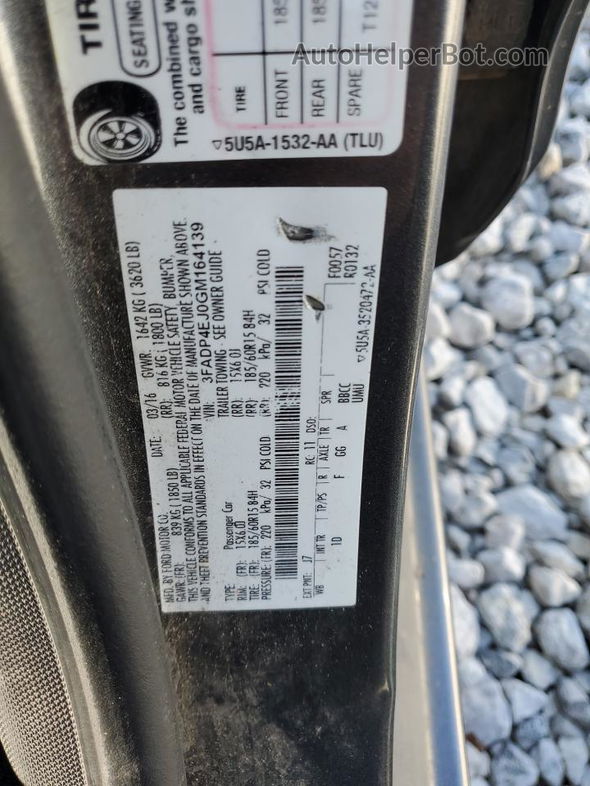 AutoHelperBot.com
TIR
SEATING
The combined w
and cargo sh
TIRE
FRONT 185
REAR 185
SPARE T12
▽5U5A-1532-AA (TLU)
MFD. BY FORD MOTOR CO.
DATE: 03/16 GVWR: 1642 KG ( 3620 LB)
GAWR: (FR): 839 KG ( 1850 LB) (RR): 816 KG ( 1800 LB)
THIS VEHICLE CONFORMS TO ALL APPLICABLE FEDERAL MOTOR VEHICLE SAFETY, BUMPER,
AND THEFT PREVENTION STANDARDS IN EFFECT ON THE DATE OF MANUFACTURE SHOWN ABOVE.
VIN: 3FADP4EJ0GM164139
TYPE: Passenger Car TRAILER TOWING - SEE OWNER GUIDE
RIM: (FR): 15X6.0J (RR): 15X6.0J
TIRE: (FR): 185/60R15 84H (RR): 185/60R15 84H
PRESSURE (FR): 220 kPa/ 32 PSI COLD (RR): 220 kPa/ 32 PSI COLD
F0057
R0132
EXT PNT: J7 RC: 11 DSO:
WB INT TR TP/PS R AXLE TR SPR
1D F GG A BBCC
UMU
▽5U5A-3520472-AA